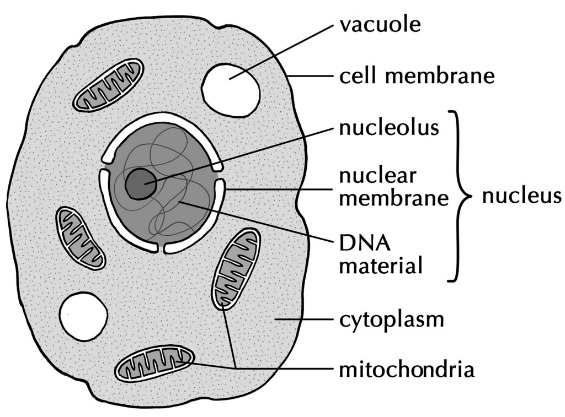 vacuole
cell membrane
nucleolus
nuclear
membrane
nucleus
DNA
material
cytoplasm
mitochondria